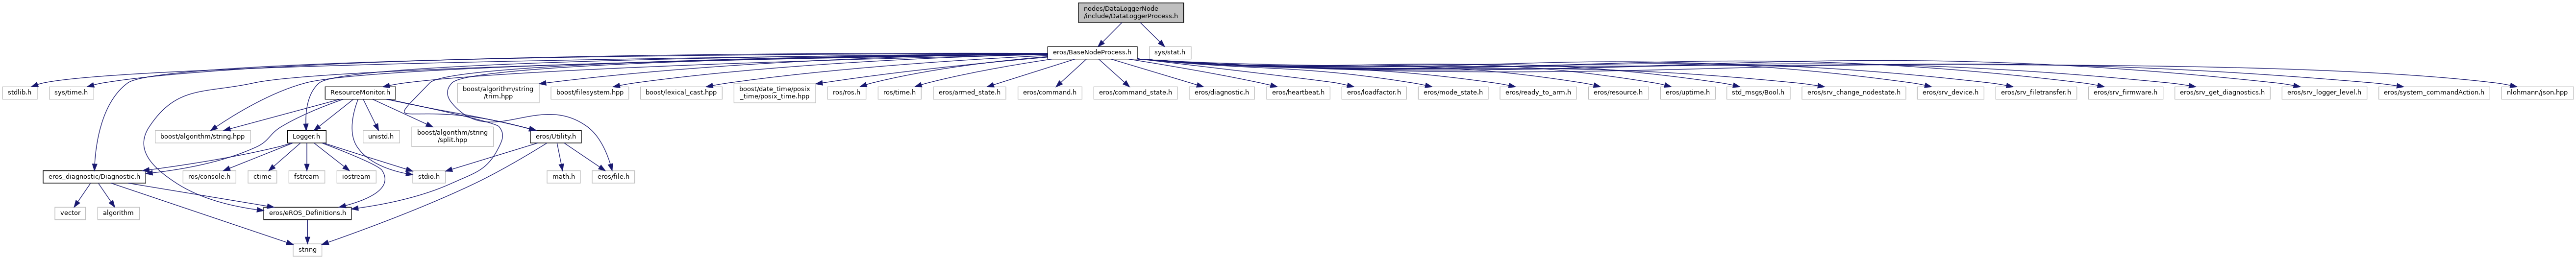 nodes/DataLoggerNode
/include/DataLoggerProcess.h
eros/BaseNodeProcess.h
sys/stat.h
stdlib.h
sys/time.h
ResourceMonitor.h
boost/algorithm/string
/trim.hpp
boost/filesystem.hpp
boost/lexical_cast.hpp
boost/date_time/posix
_time/posix_time.hpp
ros/ros.h
ros/time.h
eros/armed_state.h
eros/command.h
eros/command_state.h
eros/diagnostic.h
eros/heartbeat.h
eros/loadfactor.h
eros/mode_state.h
eros/ready_to_arm.h
eros/resource.h
eros/uptime.h
std_msgs/Bool.h
eros/srv_change_nodestate.h
eros/srv_device.h
eros/srv_filetransfer.h
eros/srv_firmware.h
eros/srv_get_diagnostics.h
eros/srv_logger_level.h
eros/system_commandAction.h
nlohmann/json.hpp
boost/algorithm/string.hpp
Logger.h
unistd.h
boost/algorithm/string
/split.hpp
eros/Utility.h
eros_diagnostic/Diagnostic.h
ros/console.h
ctime
fstream
iostream
stdio.h
math.h
eros/file.h
vector
algorithm
eros/eROS_Definitions.h
string